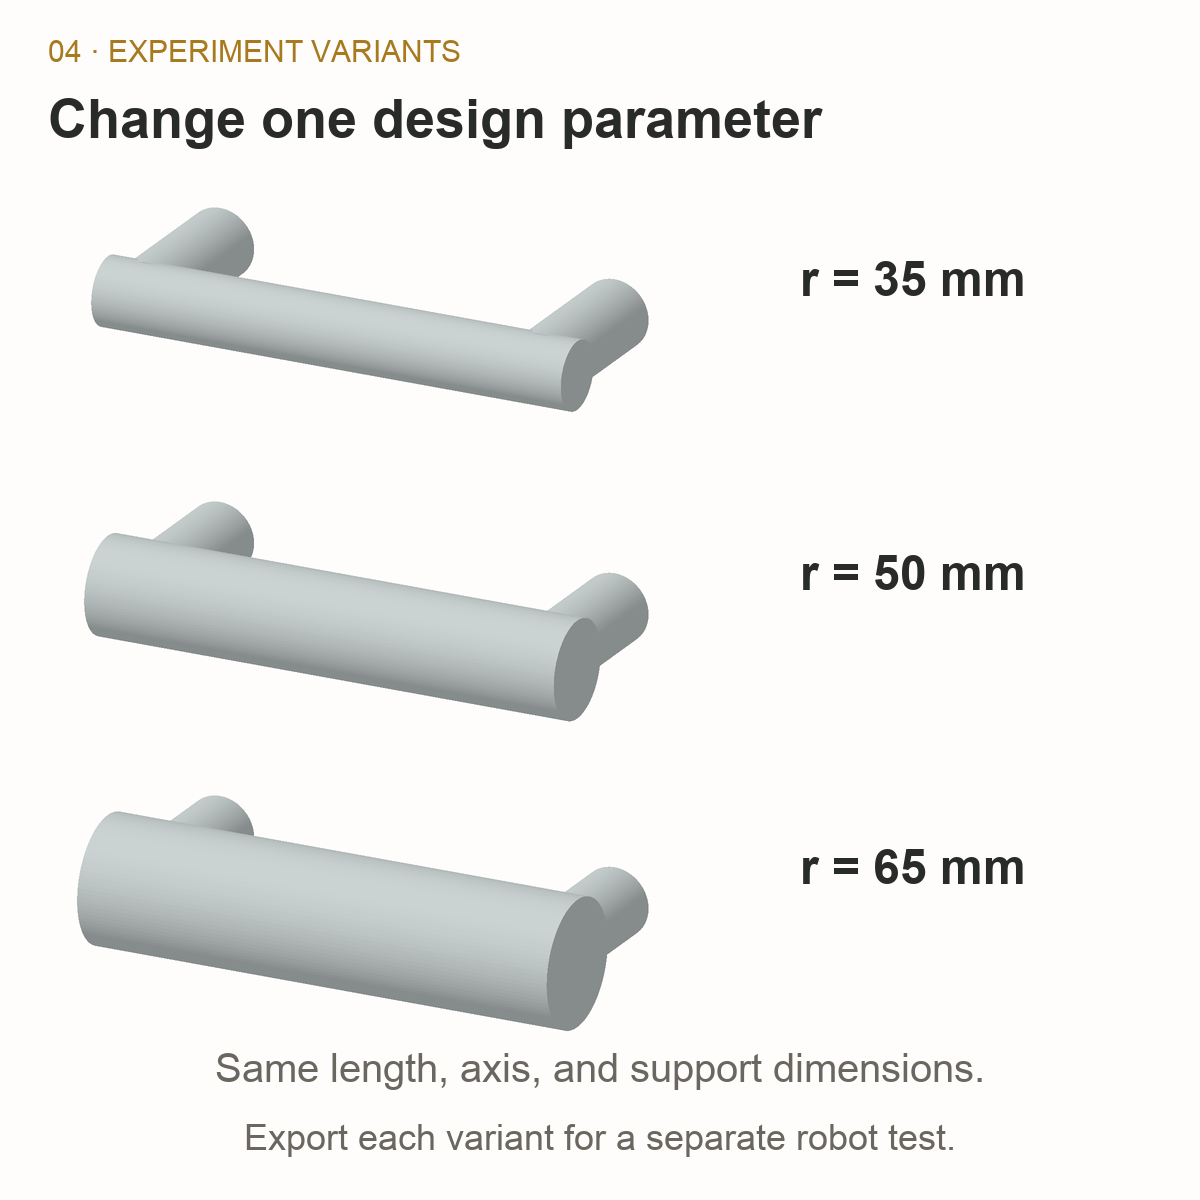 04 · EXPERIMENT VARIANTS
Change one design parameter
r = 35 mm
r = 50 mm
r = 65 mm
Same length, axis, and support dimensions.
Export each variant for a separate robot test.